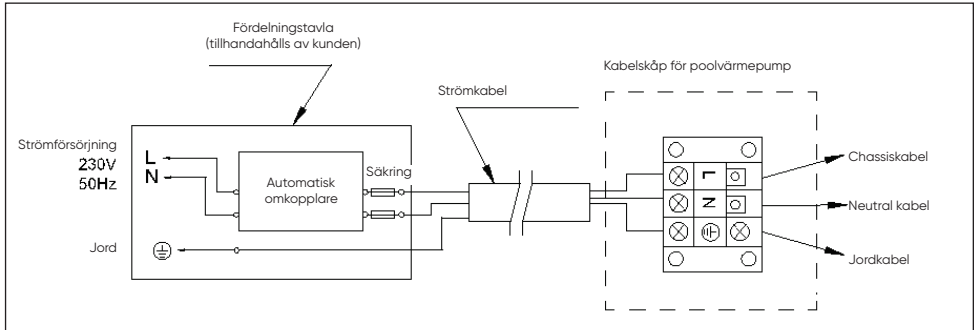 Fördelningstavla
(tillhandahålls av kunden)
Kabelskåp för poolvärmepump
Strömkabel
Strömförsörjning
230V
50Hz
L
N
Säkring
Automatisk
omkopplare
Jord
L
N
Chassiskabel
Neutral kabel
Jordkabel